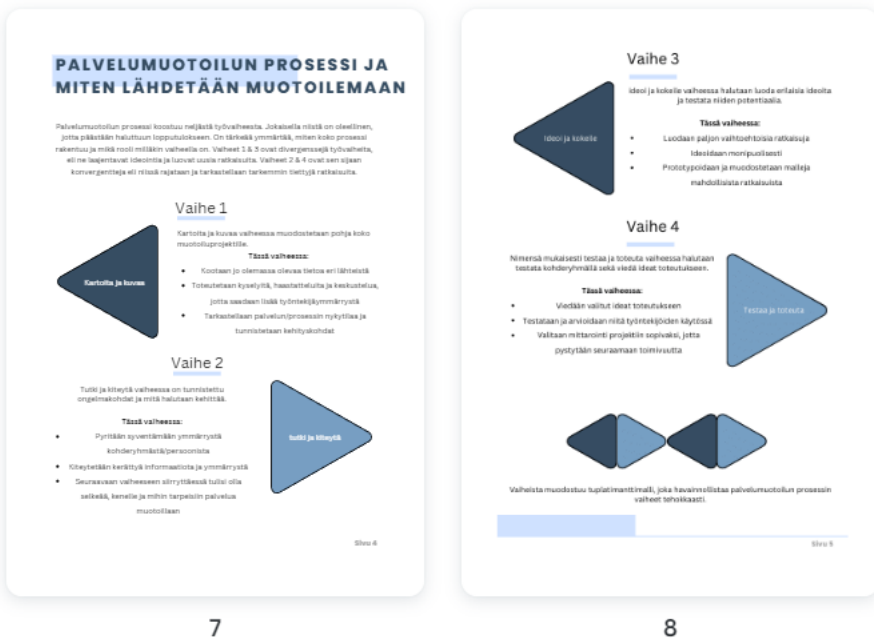 PALVELUMUOTOILUN PROSESSI JA
MITEN LÄHDETÄÄN MUOTOILEMAAN
Palvelumuotoilun prosessi koostuu neljästä työvaiheesta. Jokaisella niistä on oleellinen,
jotta päästään haluttuun lopputulokseen. On tärkeää ymmärtää, miten koko prosessi
rakentuu ja mikä rooli milläkin vaiheella on. Vaiheet 1 & 3 ovat divergenssejä työvaiheita,
eli ne laajentavat ideointia ja luovat uusia ratkaisuita. Vaiheet 2 & 4 ovat sen sijaan
konvergentteja eli niissä rajataan ja tarkastellaan tarkemmin tiettyjä ratkaisuita.
Vaihe 1
Kartoita ja kuvaa vaiheessa muodostetaan pohja koko
muotoiluprojektille.
Tässä vaiheessa:
• Kootaan jo olemassa olevaa tietoa eri lähteistä
• Toteutetaan kyselyitä, haastatteluita ja keskustelua,
jotta saadaan lisää työntekijäymmärrystä
• Tarkastellaan palvelun/prosessin nykytilaa ja
tunnistetaan kehityskohdat
Kartoita ja kuvaa
Vaihe 2
Tutki ja kiteytä vaiheessa on tunnistettu
ongelmakohdat ja mitä halutaan kehittää.
Tässä vaiheessa:
• Pyritään syventämään ymmärrystä
kohderyhmästä/persoonista
• Kiteytetään kerättyä informaatiota ja ymmärrystä
• Seuraavaan vaiheeseen siirryttäessä tulisi olla
selkeää, kenelle ja mihin tarpeisiin palvelua
muotoillaan
tutki ja kiteytä
Sivu 4
7
Vaihe 3
Ideoi ja kokeile vaiheessa halutaan luoda erilaisia ideoita
ja testata niiden potentiaalia.
Tässä vaiheessa:
• Luodaan paljon vaihtoehtoisia ratkaisuja
• Ideoidaan monipuolisesti
• Prototypoidaan ja muodostetaan malleja
mahdollisista ratkaisuista
Ideoi ja kokeile
Vaihe 4
Nimensä mukaisesti testaa ja toteuta vaiheessa halutaan
testata kohderyhmällä sekä viedä ideat toteutukseen.
Tässä vaiheessa:
• Viedään valitut ideat toteutukseen
• Testataan ja arvioidaan niitä työntekijöiden käytössä
• Valitaan mittarointi projektiin sopivaksi, jotta
pystytään seuraamaan toimivuutta
Testaa ja toteuta
Vaiheista muodostuu tuplatimanttimalli, joka havainnollistaa palvelumuotoilun prosessin
vaiheet tehokkaasti.
Sivu 5
8